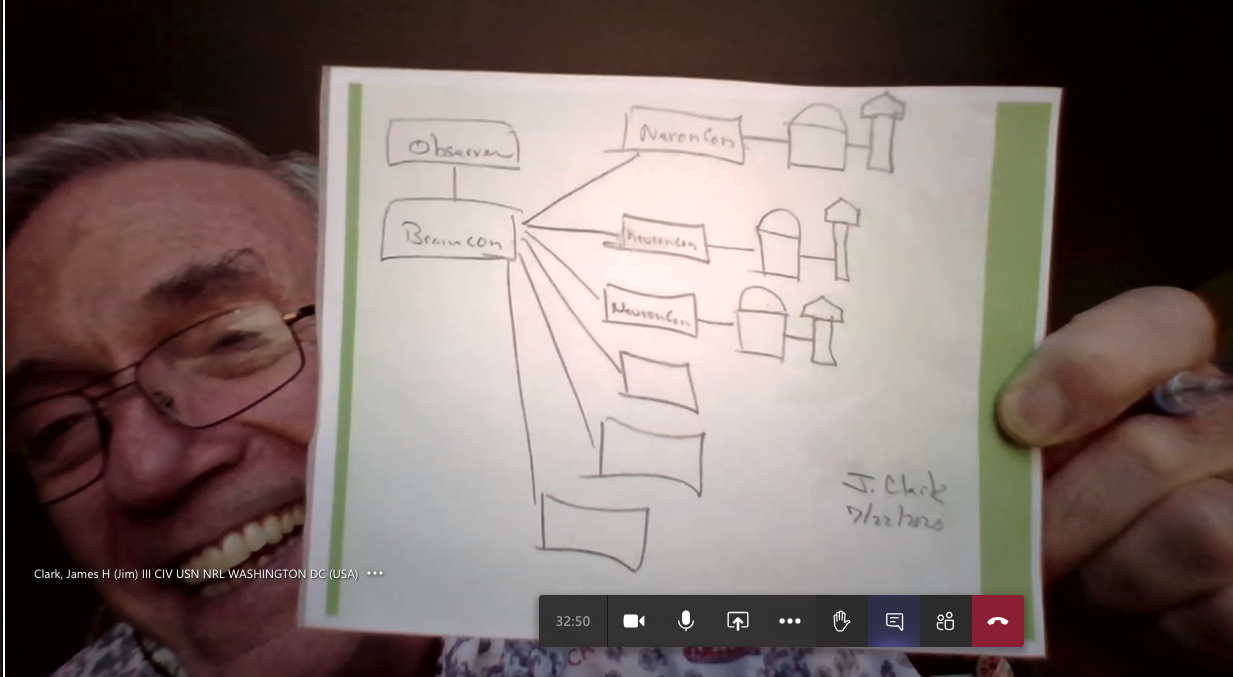 Observer
Braincon
NaronCon
NeuronCon
NeuronCon
J. Clark
7/22/2020
Clark, James H (Jim) III CIV USN NRL WASHINGTON DC (USA)
32:50